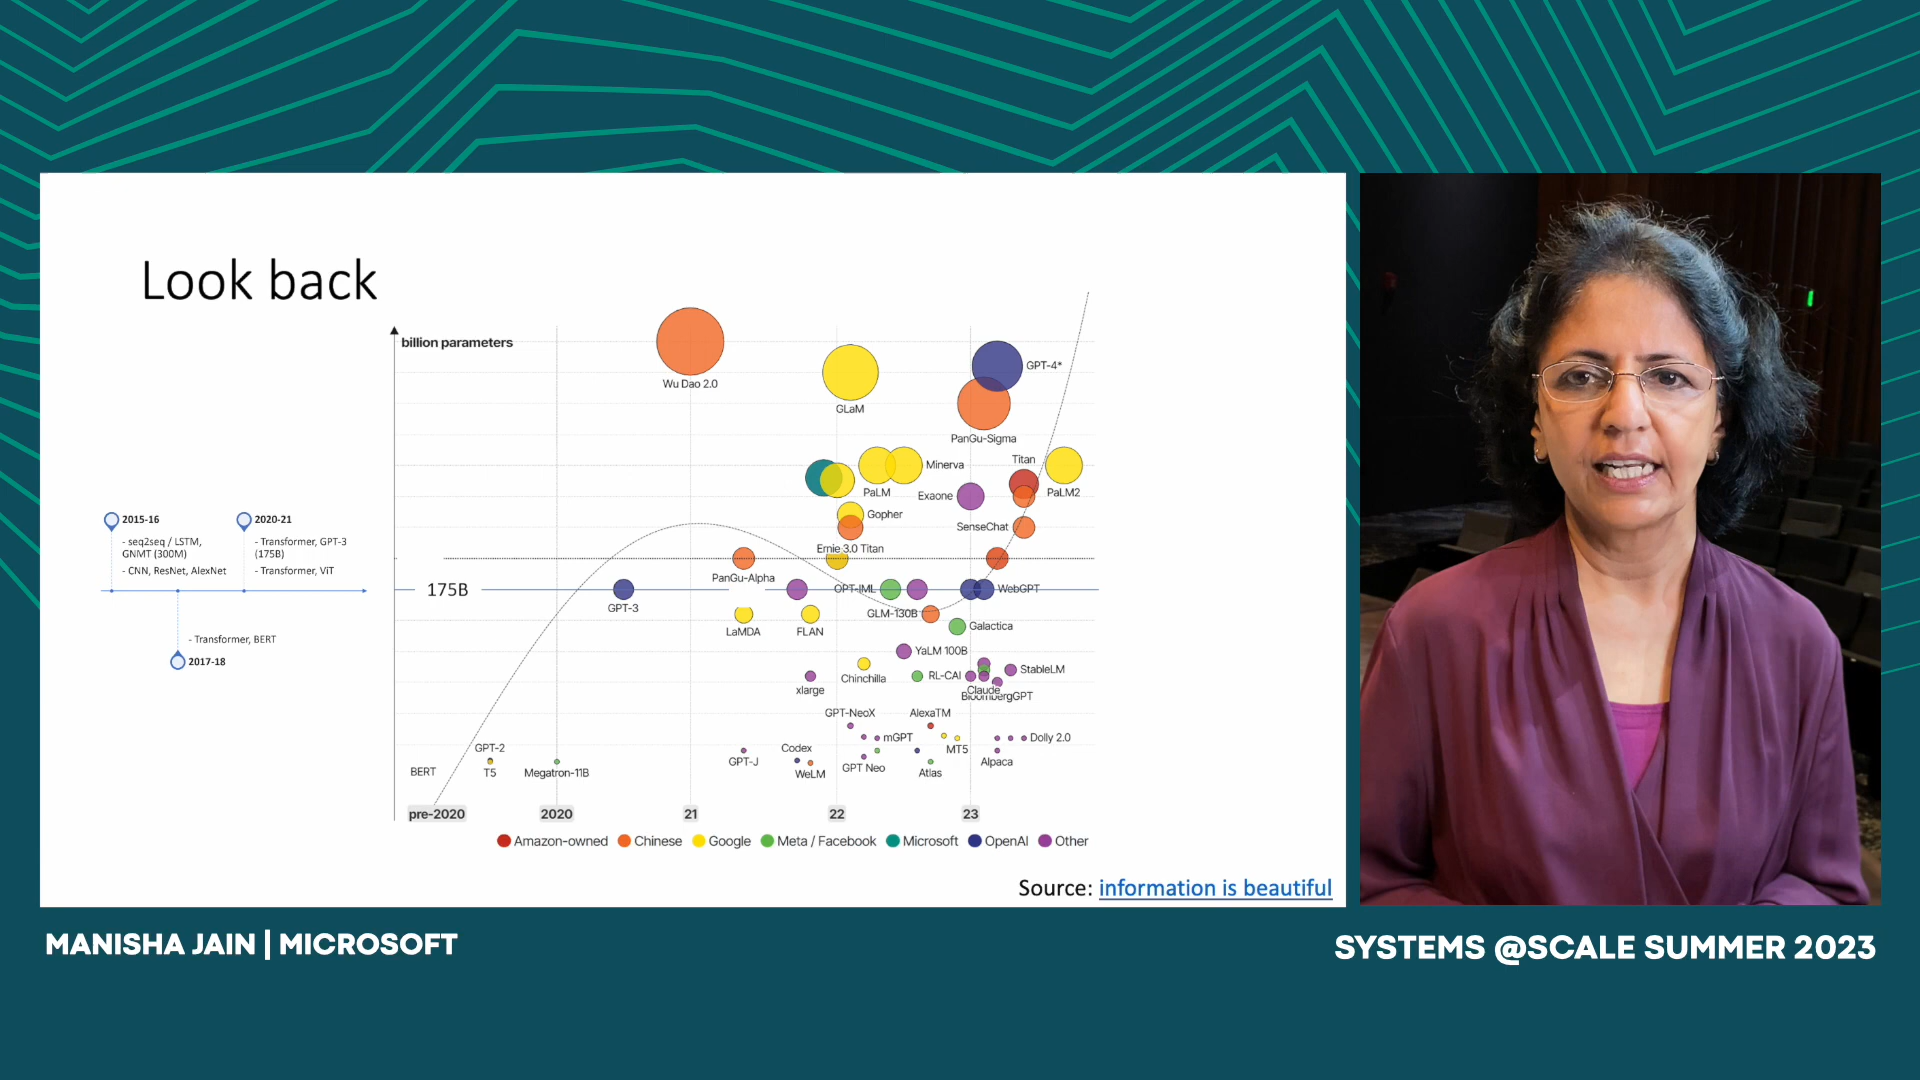 Look back
billion parameters
Wu Dao 2.0
GLaM
GPT-4*
PanGu-Sigma
Titan
Minerva
PaLM
Exaone
PaLM2
Gopher
SenseChat
Ernie 3.0 Titan
PanGu-Alpha
175B
GPT-3
OPT-IML
WebGPT
LaMDA
FLAN
GLM-130B
Galactica
YaLM 100B
Chinchilla
RL-CAI
StableLM
xlarge
Claude
BloombergGPT
GPT-NeoX
AlexaTM
mGPT
MT5
Dolly 2.0
GPT-2
Codex
GPT-J
GPT Neo
Alpaca
BERT
T5
Megatron-11B
WeLM
Atlas
pre-2020
2020
21
22
23
Amazon-owned Chinese Google Meta / Facebook Microsoft OpenAI Other
2015-16
- seq2seq / LSTM,
GNMT (300M)
- CNN, ResNet, AlexNet
2020-21
- Transformer, GPT-3
(175B)
- Transformer, ViT
- Transformer, BERT
2017-18
Source: information is beautiful
MANISHA JAIN | MICROSOFT
SYSTEMS @SCALE SUMMER 2023